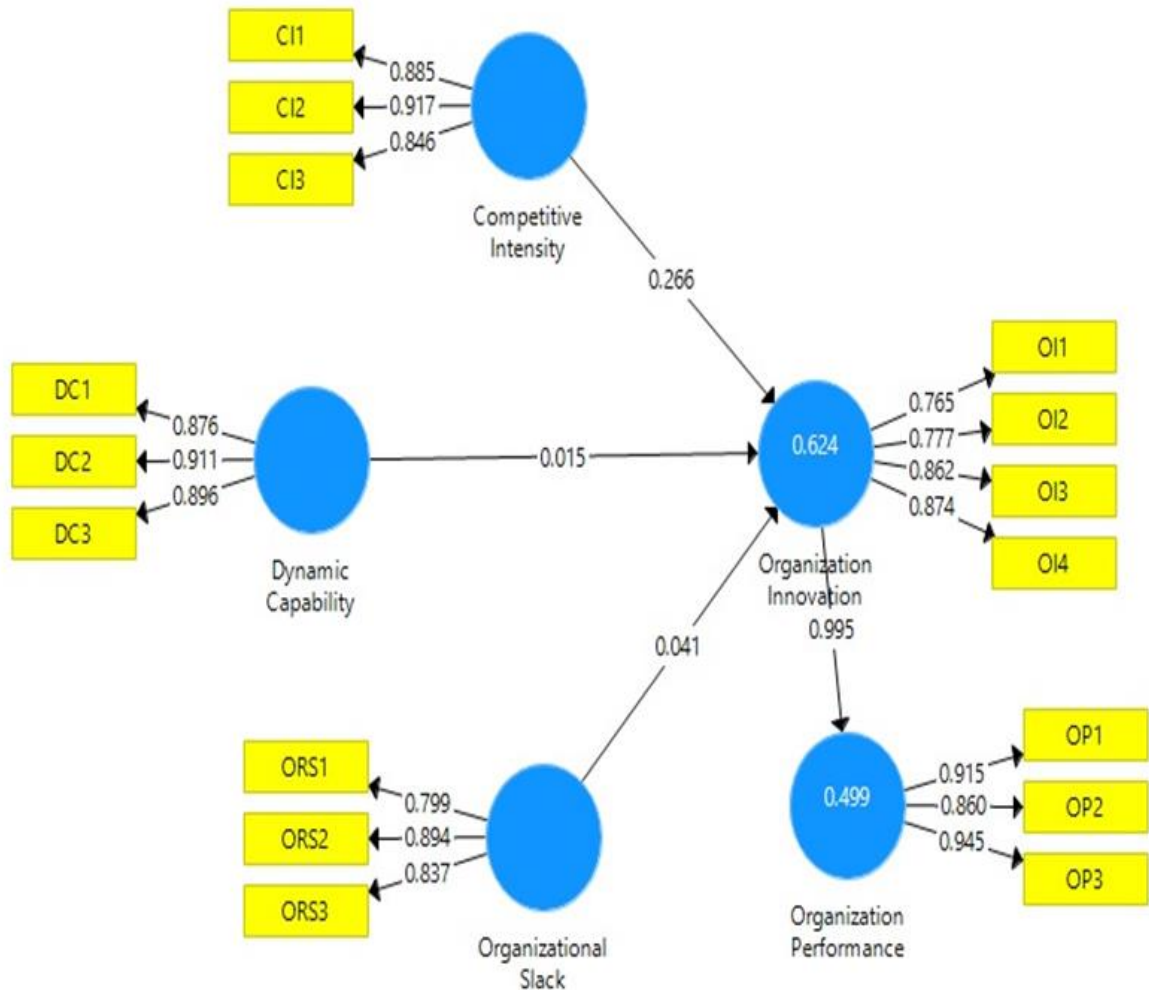 CI1
0.885
CI2
0.917
CI3
0.846
Competitive
Intensity
0.266
DC1
0.876
DC2
0.911
DC3
0.896
Dynamic
Capability
0.015
0.624
Organization
Innovation
OI1
0.765
OI2
0.777
OI3
0.862
OI4
0.874
0.041
0.995
ORS1
0.799
ORS2
0.894
ORS3
0.837
Organizational
Slack
0.499
Organization
Performance
OP1
0.915
OP2
0.860
OP3
0.945